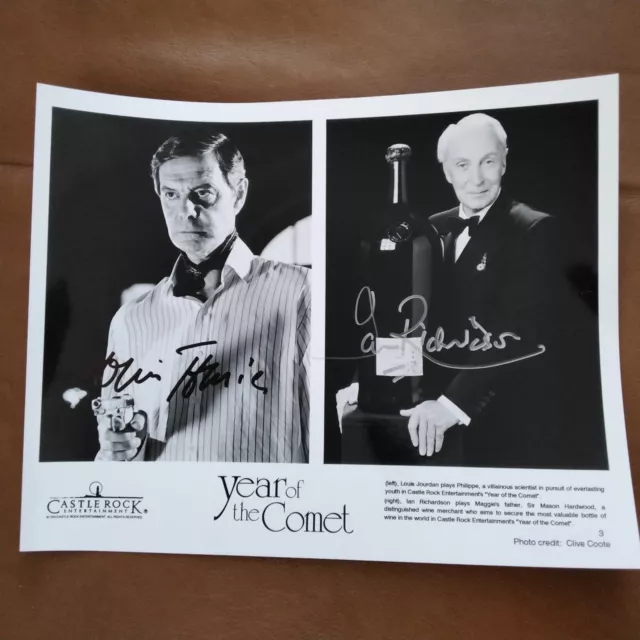 Ian Richardson
CASTLE ROCK
ENTERTAINMENT
Year of
the Comet
(left), Louis Jourdan plays Philippe, a villainous scientist in pursuit of everlasting
youth in Castle Rock Entertainment's "Year of the Comet".
(right), Ian Richardson plays Maggie's father, Sir Mason Hardwood, a
distinguished wine merchant who aims to secure the most valuable bottle of
wine in the world in Castle Rock Entertainment's "Year of the Comet".
3
Photo credit: Clive Coote